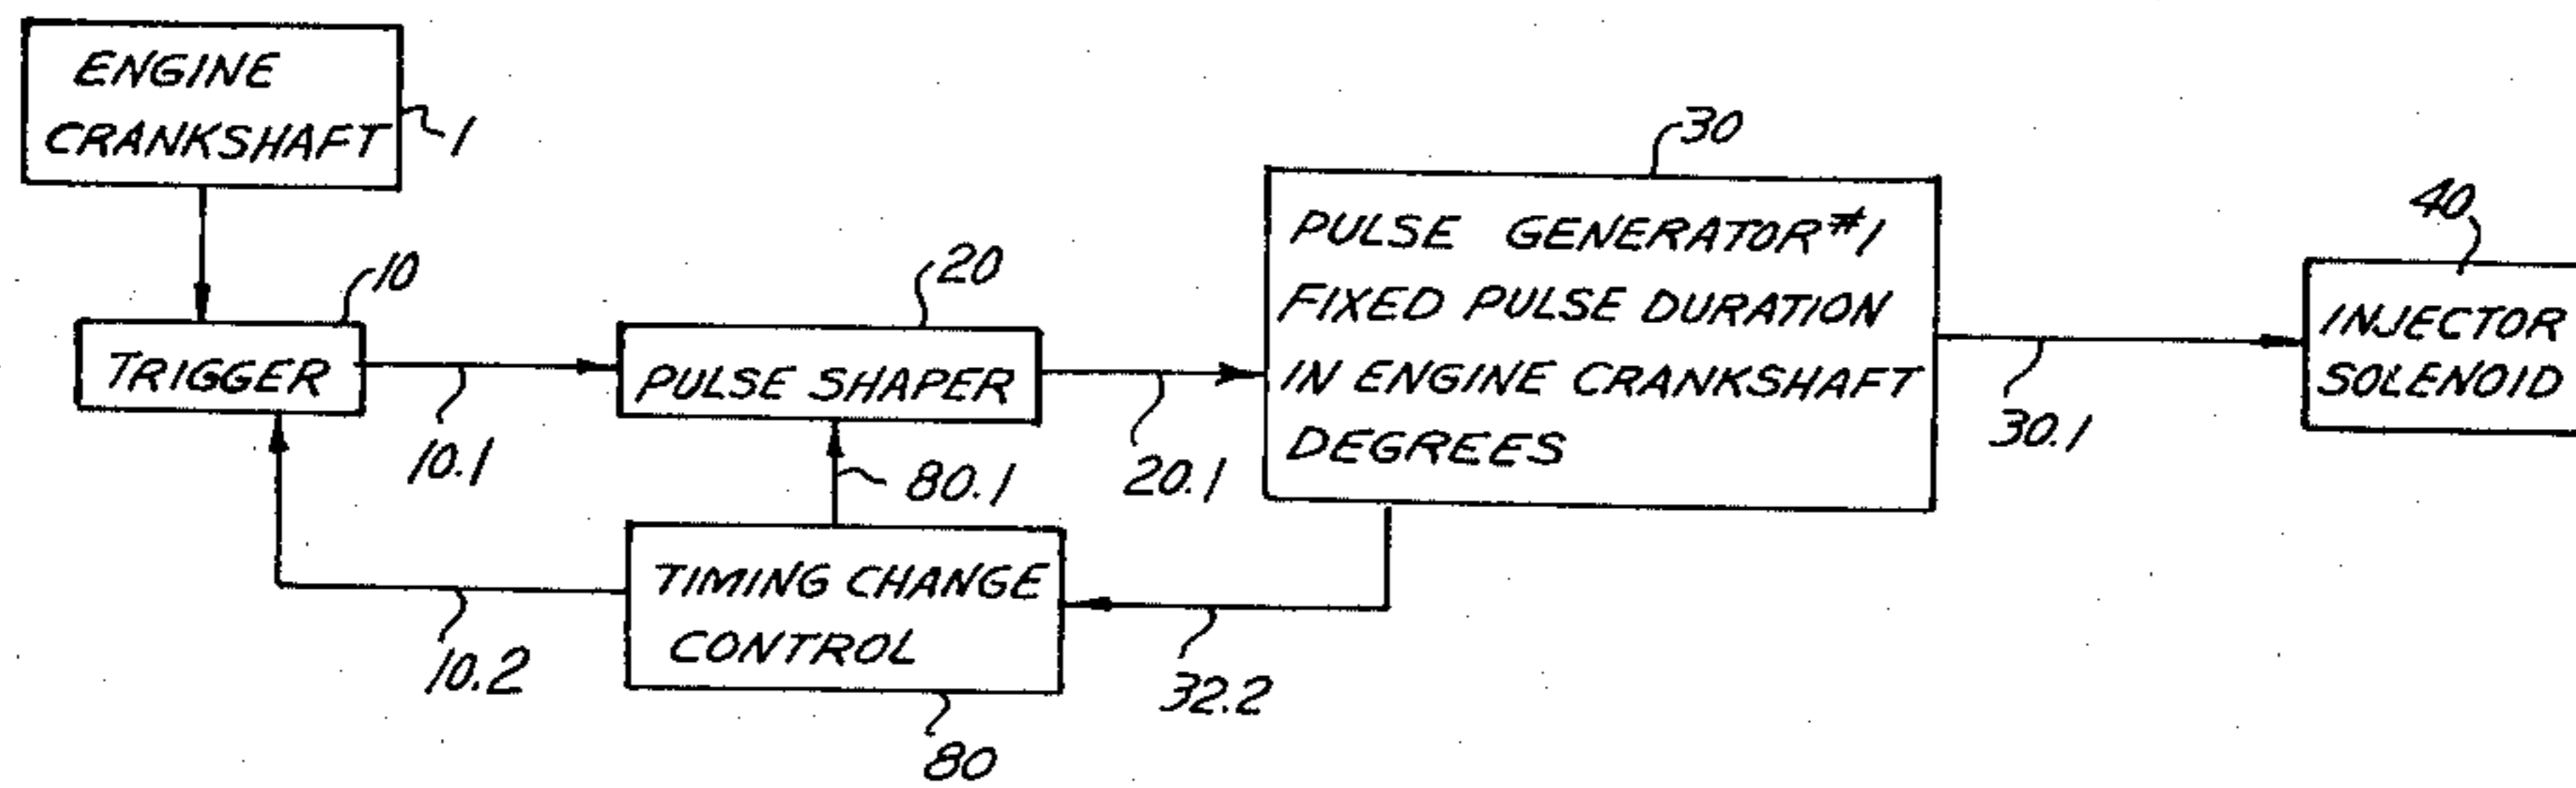 ENGINE
CRANKSHAFT
1
10
TRIGGER
10.1
20
PULSE SHAPER
20.1
30
PULSE GENERATOR #1
FIXED PULSE DURATION
IN ENGINE CRANKSHAFT
DEGREES
30.1
40
INJECTOR
SOLENOID
80.1
TIMING CHANGE
CONTROL
80
10.2
32.2